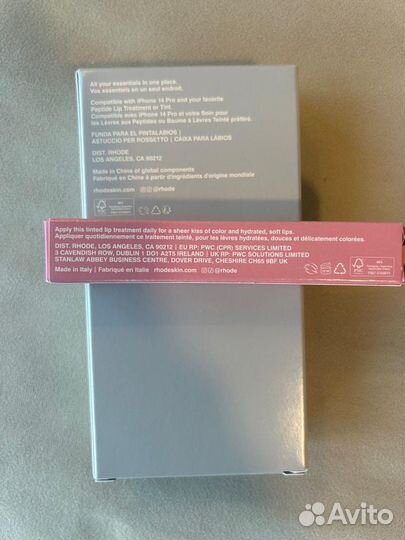 All your essentials in one place.
Vos essentiels en un seul endroit.
Compatible with iPhone 14 Pro and your favorite
Peptide Lip Treatment or Tint.
Compatible avec iPhone 14 Pro et votre Soin pour
les Lèvres aux Peptides ou Baume à Lèvres Teinté préféré.
FUNDA PARA EL PINTALABIOS |
ASTUCCIO PER ROSSETTO | CAIXA PARA LÁBIOS
DIST. RHODE
LOS ANGELES, CA 90212
Made in China of global components
Fabriqué en Chine à partir d'ingrédients d'origine mondiale
rhodeskin.com | @rhode
Apply this tinted lip treatment daily for a sheer kiss of color and hydrated, soft lips.
Appliquer quotidiennement ce traitement teinté, pour les lèvres hydratées, douces et délicatement colorées.
DIST. RHODE, LOS ANGELES, CA 90212 | EU RP: PWC (CPR) SERVICES LIMITED
3 CAVENDISH ROW, DUBLIN 1 DO1 A2T5 IRELAND | UK RP: PWC SOLUTIONS LIMITED
STANLAW ABBEY BUSINESS CENTRE, DOVER DRIVE, CHESHIRE CH65 9BF UK
Made in Italy | Fabriqué en Italie
rhodeskin.com | @rhode
FSC
Avito